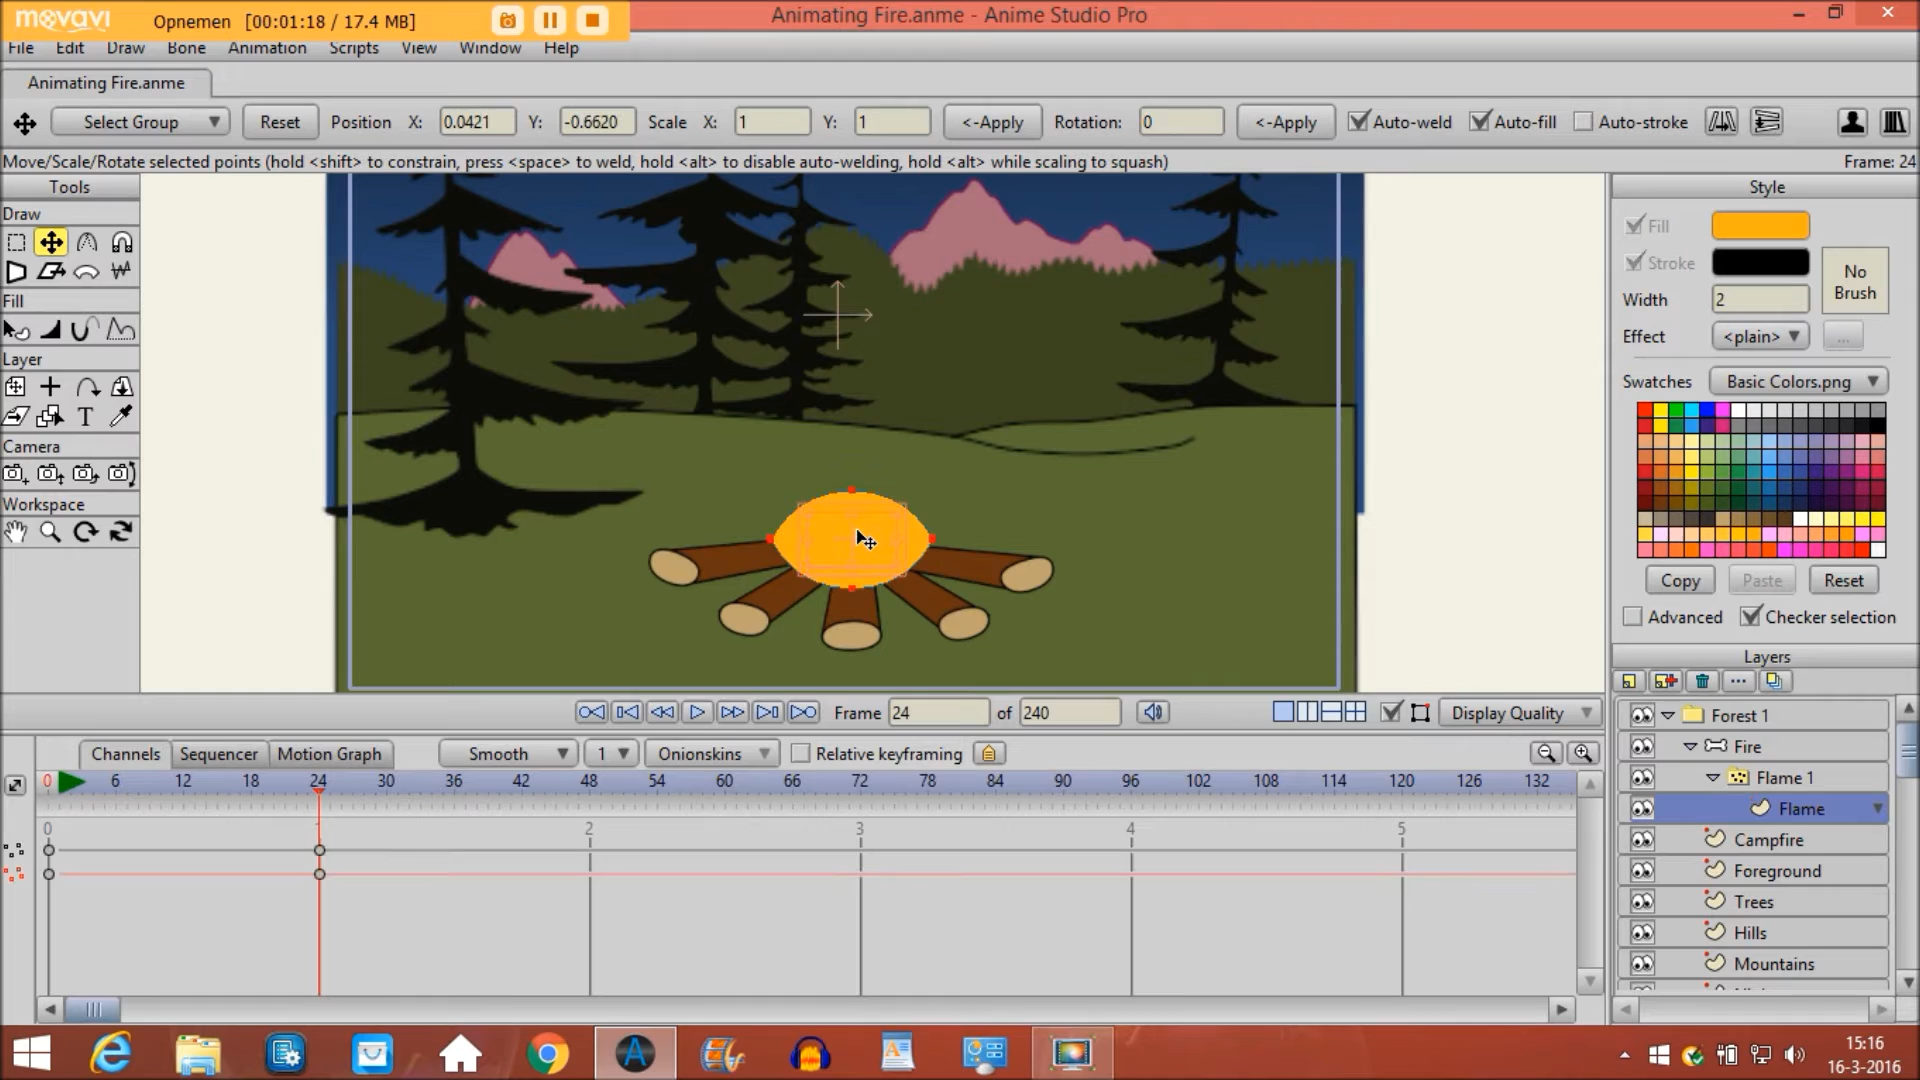 movavi Opnemen [00:01:18 / 17.4 MB]
Animating Fire.anme - Anime Studio Pro
File Edit Draw Bone Animation Scripts View Window Help
Animating Fire.anme
Select Group Reset Position X: 0.0421 Y: -0.6620 Scale X: 1 Y: 1 <-Apply Rotation: 0 <-Apply Auto-weld Auto-fill Auto-stroke
Move/Scale/Rotate selected points (hold <shift> to constrain, press <space> to weld, hold <alt> to disable auto-welding, hold <alt> while scaling to squash) Frame: 24
Tools
Draw
Fill
Layer
T
Camera
Workspace
Style
Fill
Stroke
No
Brush
Width 2
Effect <plain> ...
Swatches Basic Colors.png
Copy Paste Reset
Advanced Checker selection
Layers
Forest 1
Fire
Flame 1
Flame
Campfire
Foreground
Trees
Hills
Mountains
Frame 24 of 240 Display Quality
Channels Sequencer Motion Graph Smooth 1 Onionskins Relative keyframing
0 6 12 18 24 30 36 42 48 54 60 66 72 78 84 90 96 102 108 114 120 126 132
0 2 3 4 5
15:16
16-3-2016